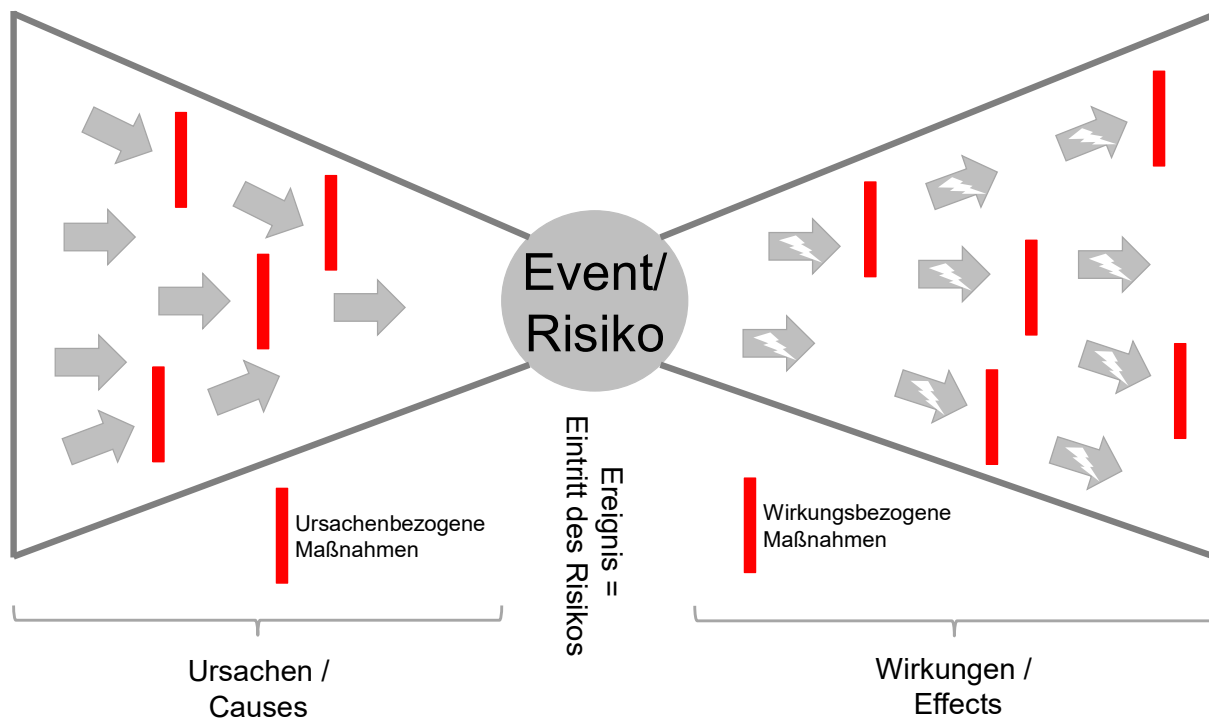 Event/
Risiko
Ereignis =
Eintritt des Risikos
Ursachenbezogene
Maßnahmen
Wirkungsbezogene
Maßnahmen
Ursachen /
Causes
Wirkungen /
Effects